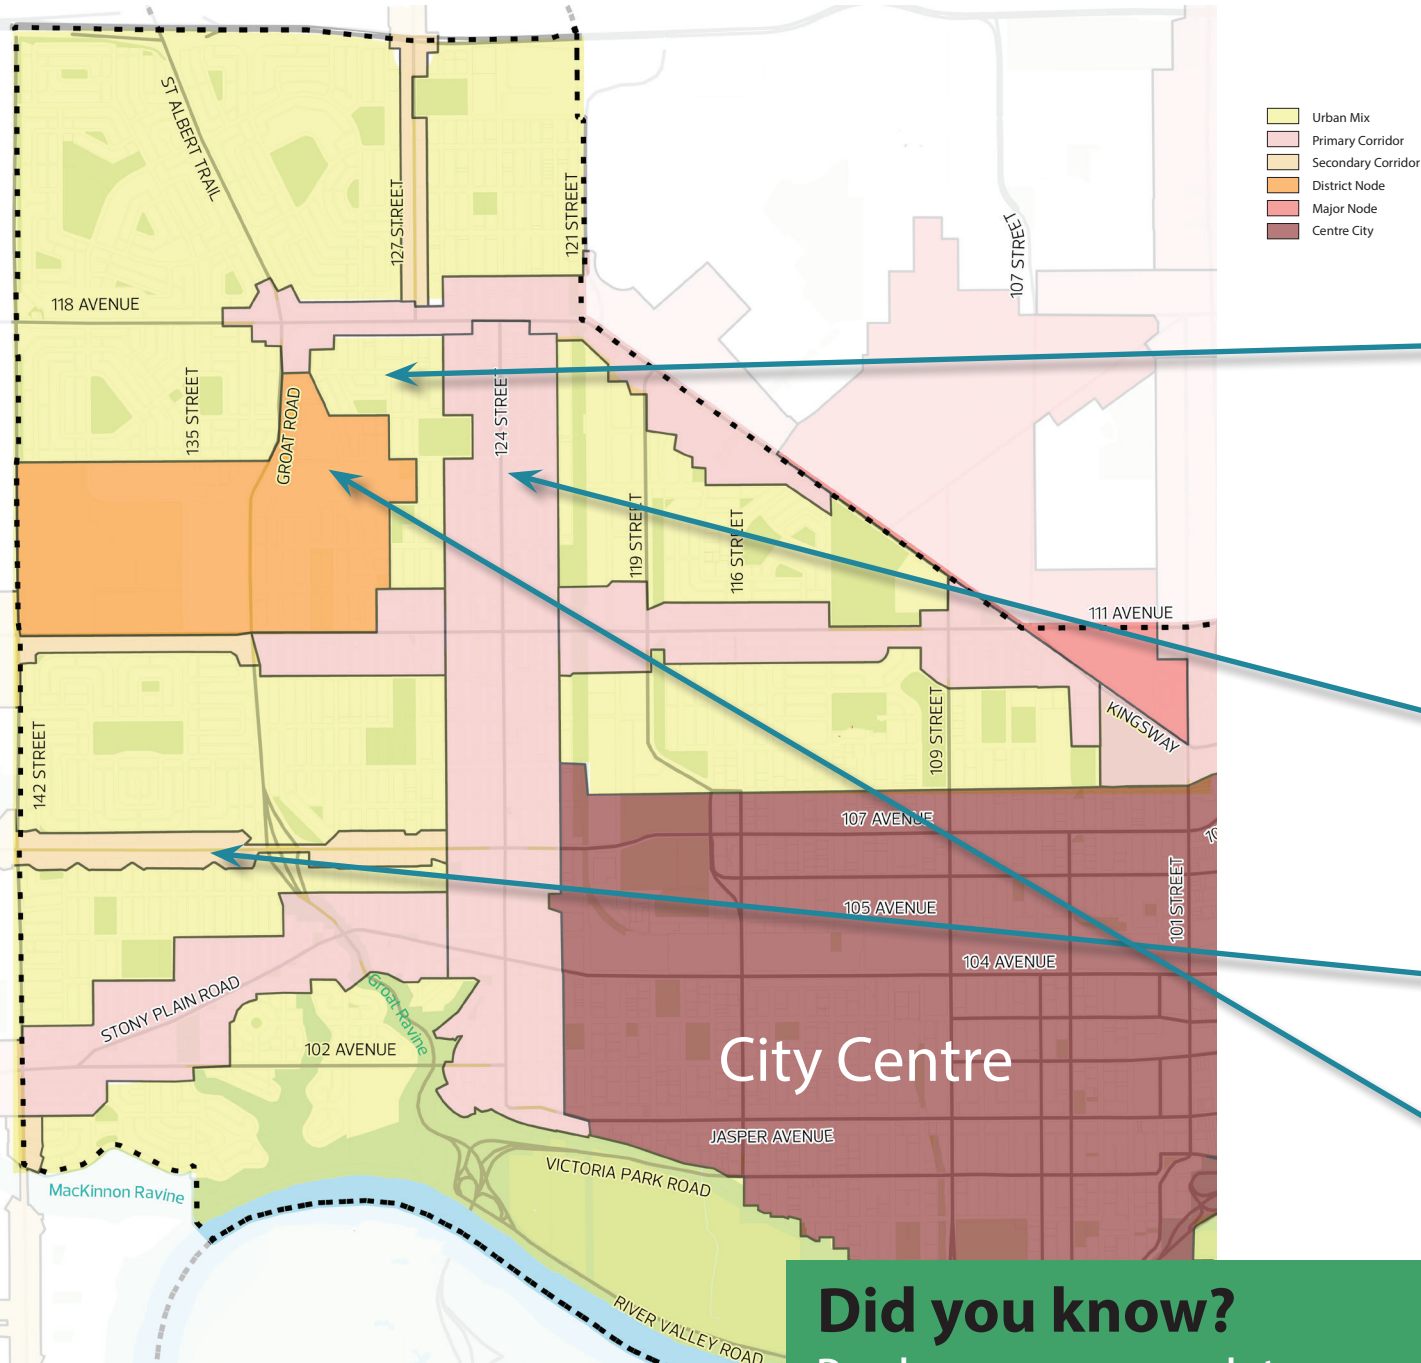 ST ALBERT TRAIL
127 STREET
121 STREET
107 STREET
Urban Mix
Primary Corridor
Secondary Corridor
District Node
Major Node
Centre City
118 AVENUE
135 STREET
GROAT ROAD
124 STREET
119 STREET
116 STREET
111 AVENUE
142 STREET
109 STREET
KINGSWAY
107 AVENUE
105 AVENUE
101 STREET
104 AVENUE
STONY PLAIN ROAD
Groat Ravine
102 AVENUE
City Centre
JASPER AVENUE
VICTORIA PARK ROAD
MacKinnon Ravine
RIVER VALLEY ROAD
Did you know?